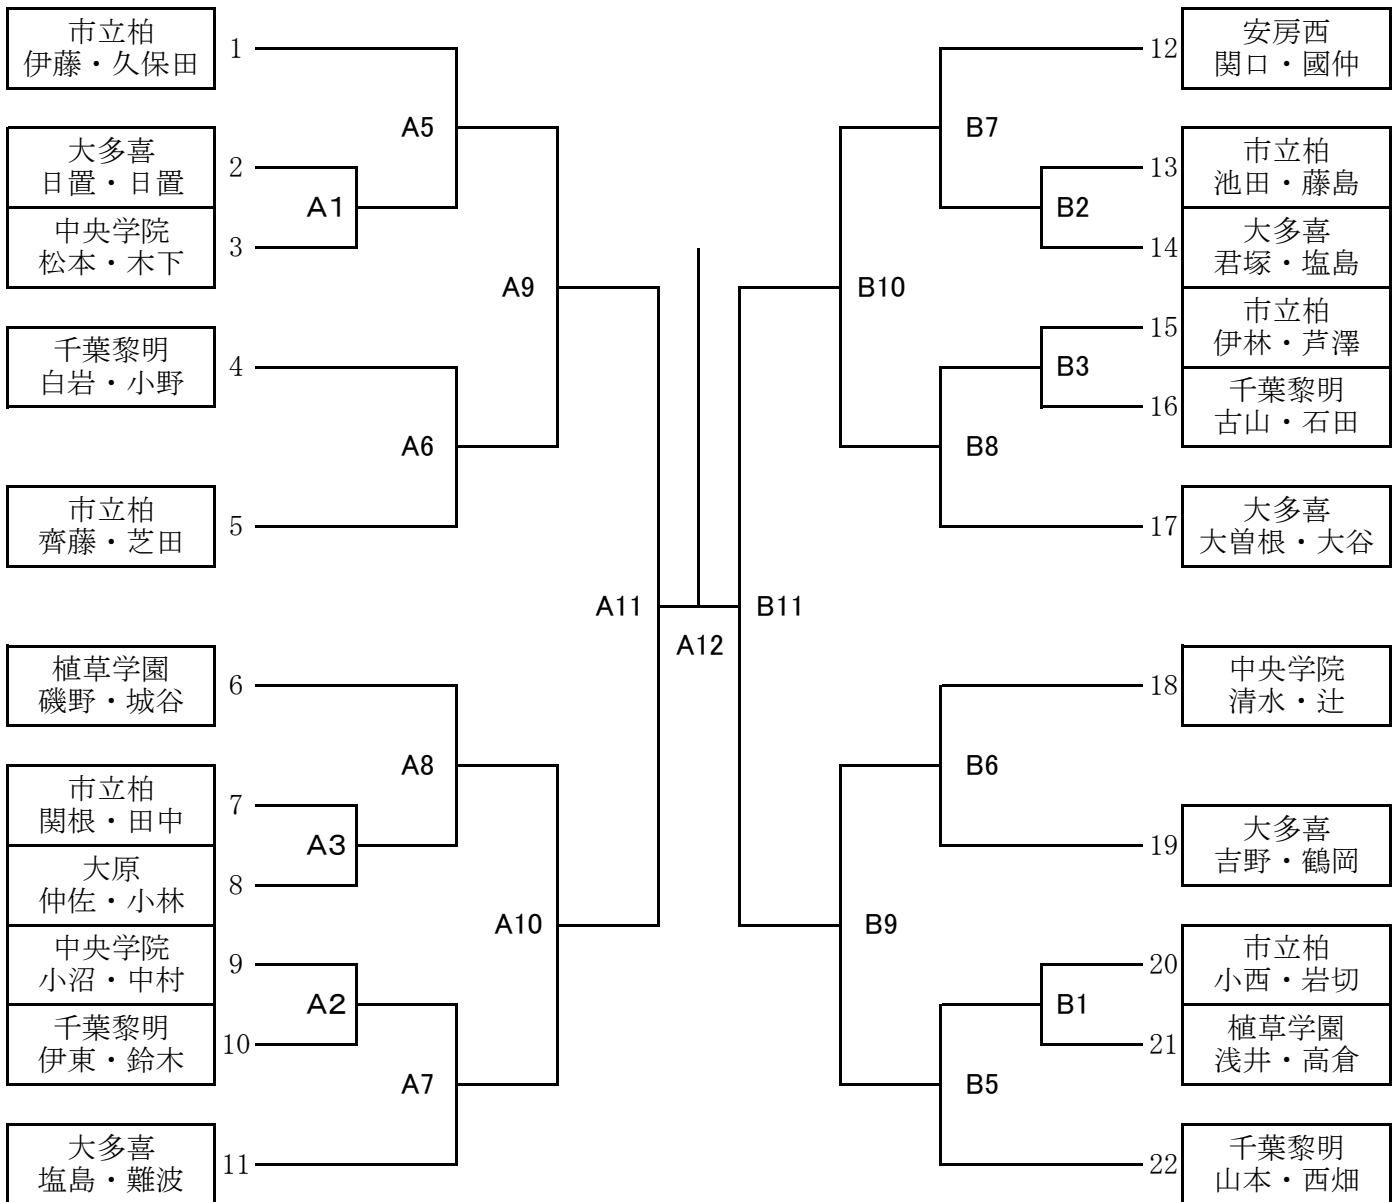 市立柏
伊藤・久保田
1
大多喜
日置・日置
2
中央学院
松本・木下
3
千葉黎明
白岩・小野
4
市立柏
齊藤・芝田
5
植草学園
磯野・城谷
6
市立柏
関根・田中
7
大原
仲佐・小林
8
中央学院
小沼・中村
9
千葉黎明
伊東・鈴木
10
大多喜
塩島・難波
11
A1
A3
A2
A5
A6
A8
A7
A9
A10
A11
A12
B11
B10
B9
B7
B8
B6
B5
B2
B3
B1
12
安房西
関口・國仲
13
市立柏
池田・藤島
14
大多喜
君塚・塩島
15
市立柏
伊林・芦澤
16
千葉黎明
古山・石田
17
大多喜
大曽根・大谷
18
中央学院
清水・辻
19
大多喜
吉野・鶴岡
20
市立柏
小西・岩切
21
植草学園
浅井・高倉
22
千葉黎明
山本・西畑